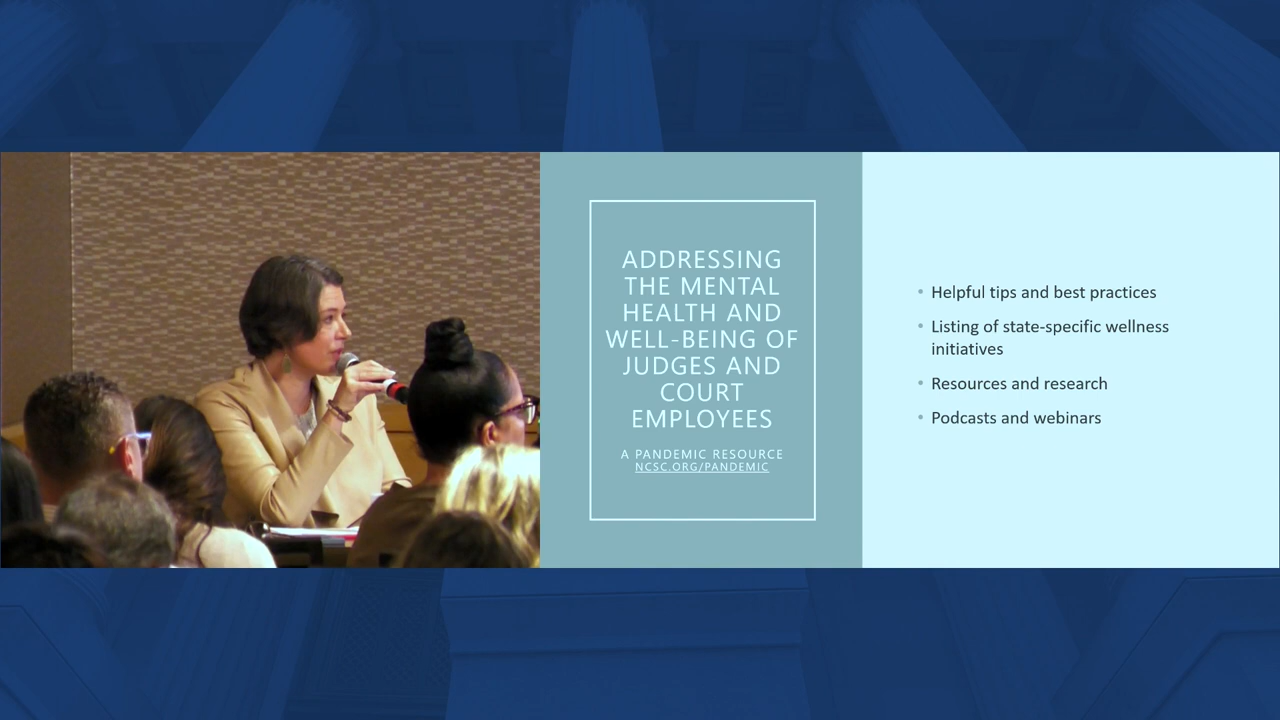 ADDRESSING
THE MENTAL
HEALTH AND
WELL-BEING OF
JUDGES AND
COURT
EMPLOYEES
A PANDEMIC RESOURCE
NCSC.ORG/PANDEMIC
• Helpful tips and best practices
• Listing of state-specific wellness
initiatives
• Resources and research
• Podcasts and webinars